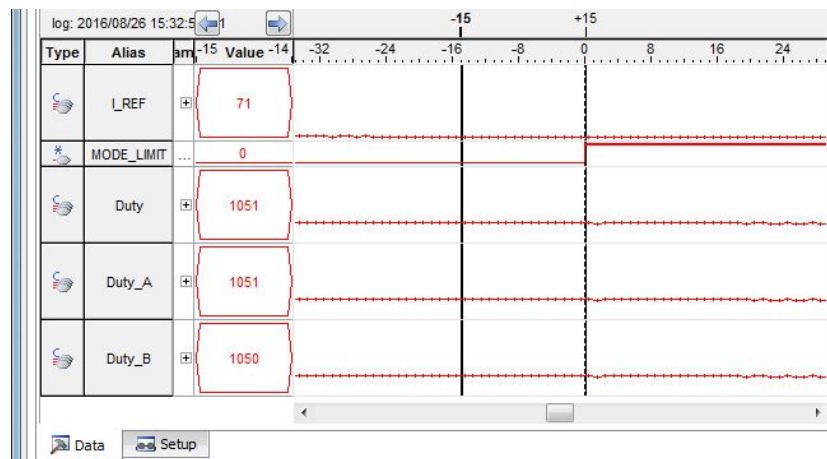 log: 2016/08/26 15:32:5 1
-15 +15
Type Alias am -15 Value -14 -32 -24 -16 -8 0 8 16 24
I_REF 71
MODE_LIMIT ... 0
Duty 1051
Duty_A 1051
Duty_B 1050
Data Setup